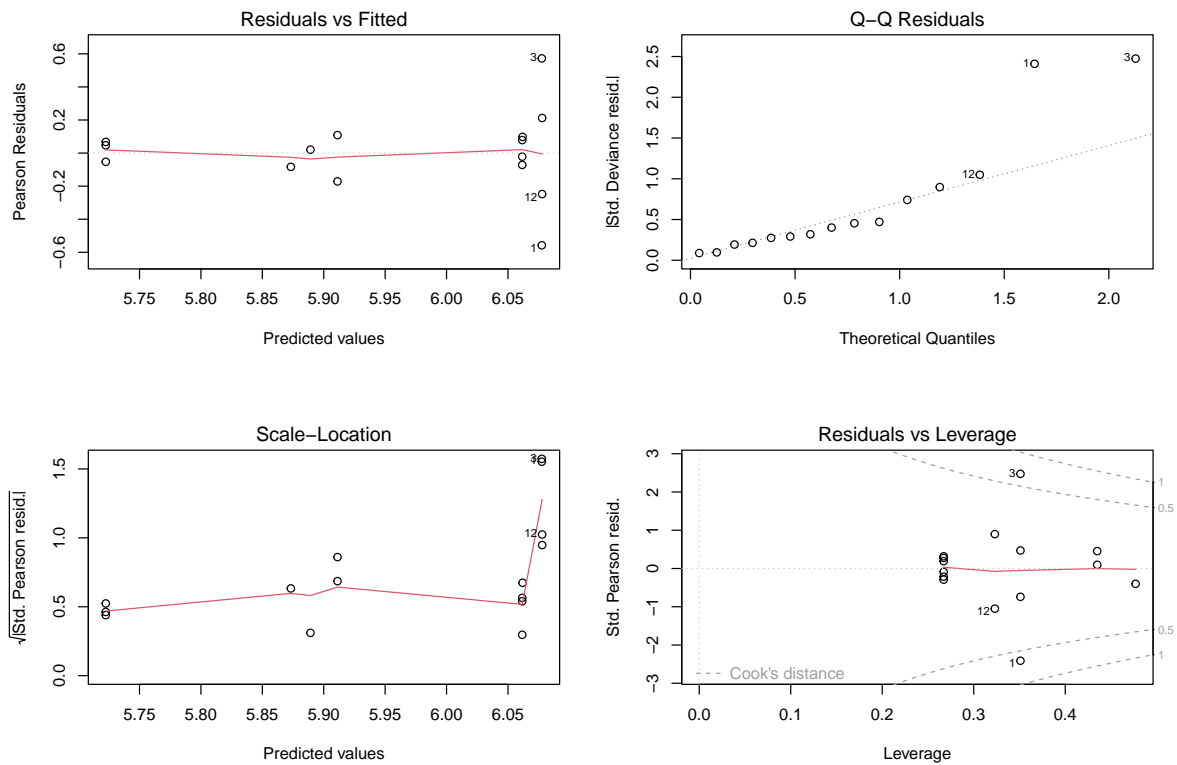 Residuals vs Fitted
Pearson Residuals
0.6
0.2
−0.2
−0.6
3
12
1
5.75 5.80 5.85 5.90 5.95 6.00 6.05
Predicted values
Q−Q Residuals
|Std. Deviance resid.|
2.5
2.0
1.5
1.0
0.5
0.0
1
3
12
0.0 0.5 1.0 1.5 2.0
Theoretical Quantiles
Scale−Location
√|Std. Pearson resid.|
1.5
1.0
0.5
0.0
3
1
12
5.75 5.80 5.85 5.90 5.95 6.00 6.05
Predicted values
Residuals vs Leverage
Std. Pearson resid.
3
2
1
0
−1
−2
−3
3
12
1
1
0.5
0.5
1
Cook's distance
0.0 0.1 0.2 0.3 0.4
Leverage